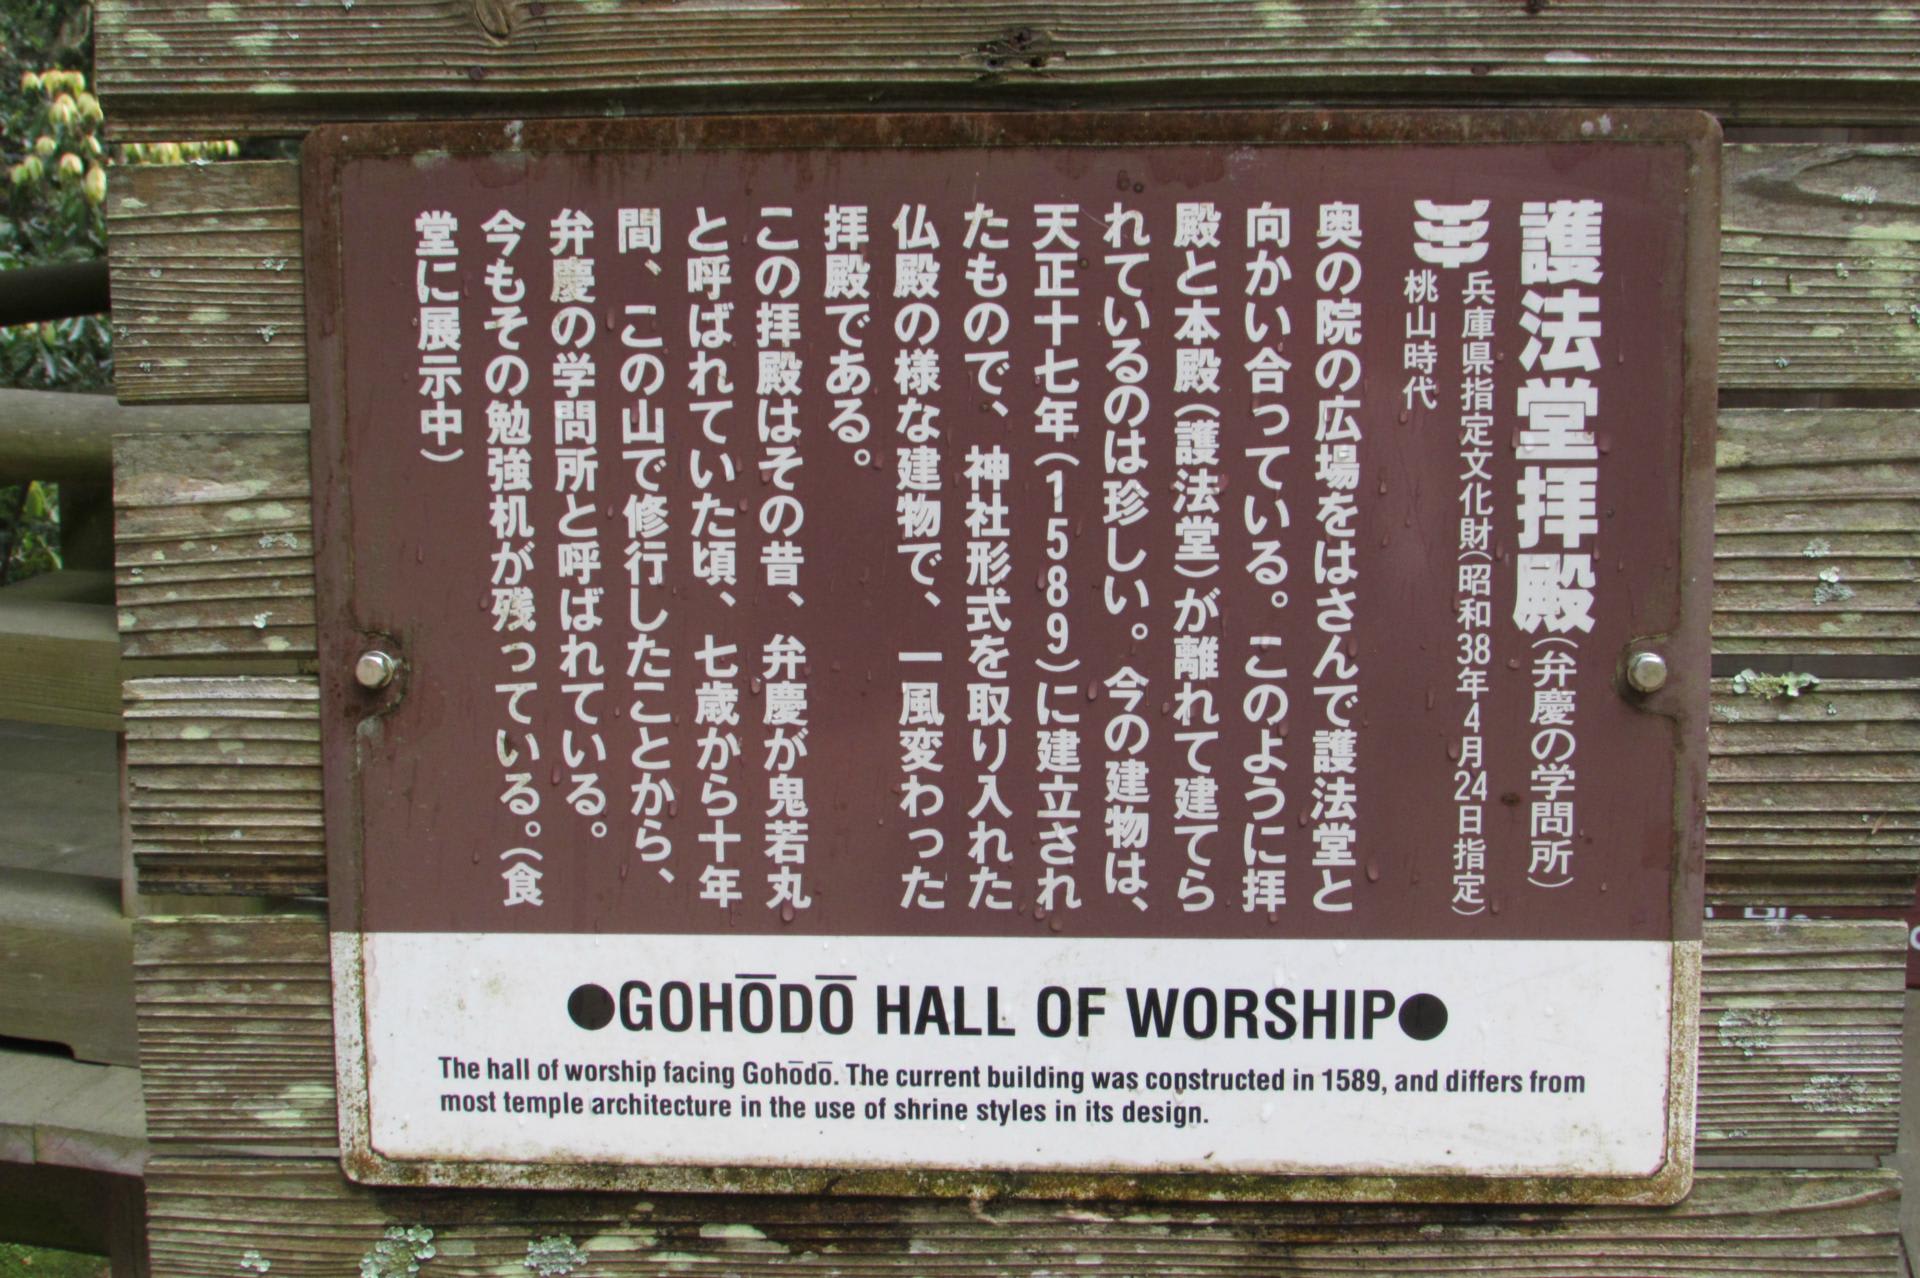 護法堂拝殿(弁慶の学問所)
兵庫県指定文化財(昭和38年4月24日指定)
桃山時代
奥の院の広場をはさんで護法堂と
向かい合っている。このように拝
殿と本殿(護法堂)が離れて建てら
れているのは珍しい。今の建物は、
天正十七年(1589)に建立され
たもので、神社形式を取り入れた
仏殿の様な建物で、一風変わった
拝殿である。
この拝殿はその昔、弁慶が鬼若丸
と呼ばれていた頃、七歳から十年
間、この山で修行したことから、
弁慶の学問所と呼ばれている。
今もその勉強机が残っている。(食
堂に展示中)
●GOHŌDŌ HALL OF WORSHIP●
The hall of worship facing Gohōdō. The current building was constructed in 1589, and differs from
most temple architecture in the use of shrine styles in its design.